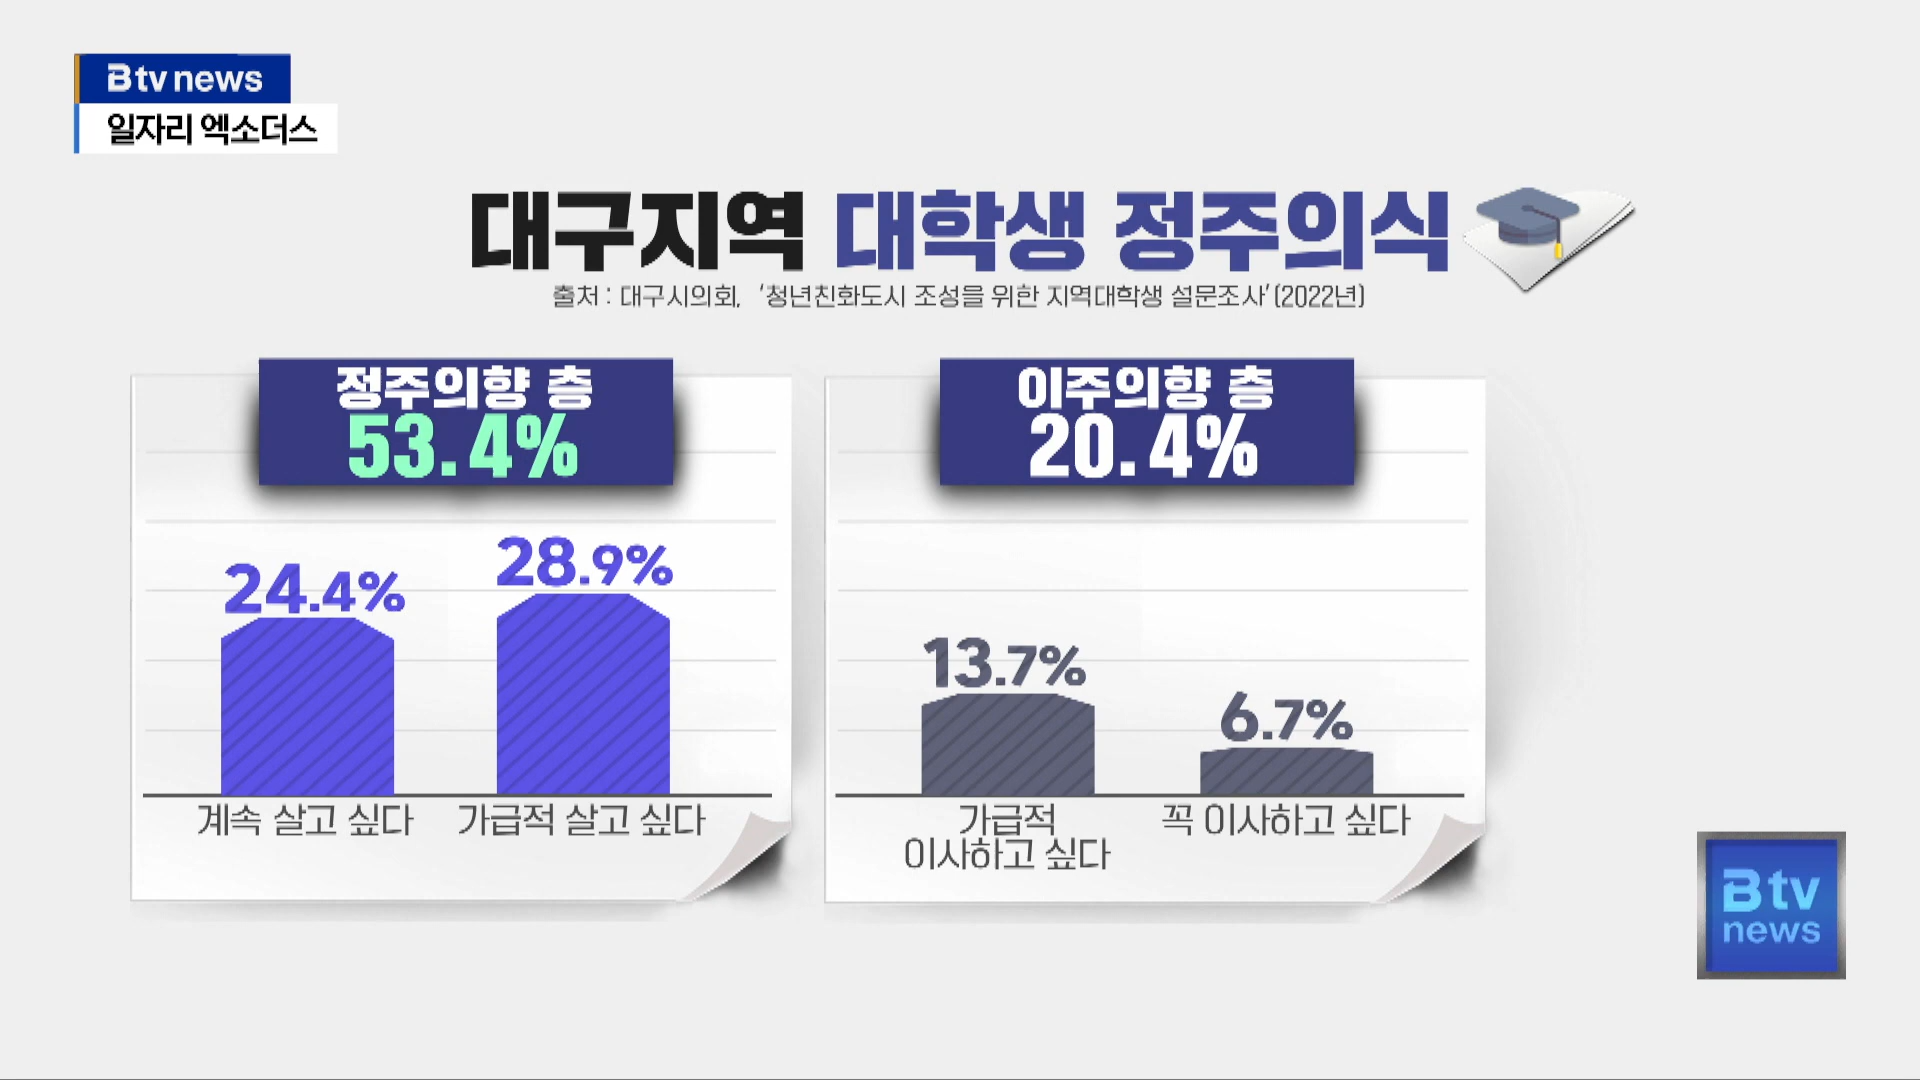 B tv news
일자리 엑소더스
대구지역 대학생 정주의식
출처 : 대구시의회, '청년친화도시 조성을 위한 지역대학생 설문조사'(2022년)
정주의향 층
53.4%
24.4%
28.9%
계속 살고 싶다
가급적 살고 싶다
이주의향 층
20.4%
13.7%
6.7%
가급적
이사하고 싶다
꼭 이사하고 싶다
B tv
news